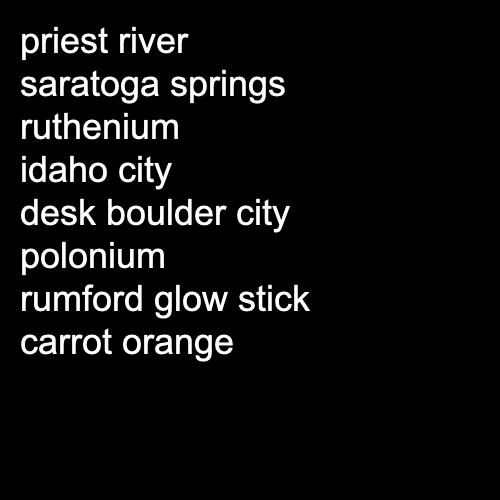 priest river
saratoga springs
ruthenium
idaho city
desk boulder city
polonium
rumford glow stick
carrot orange